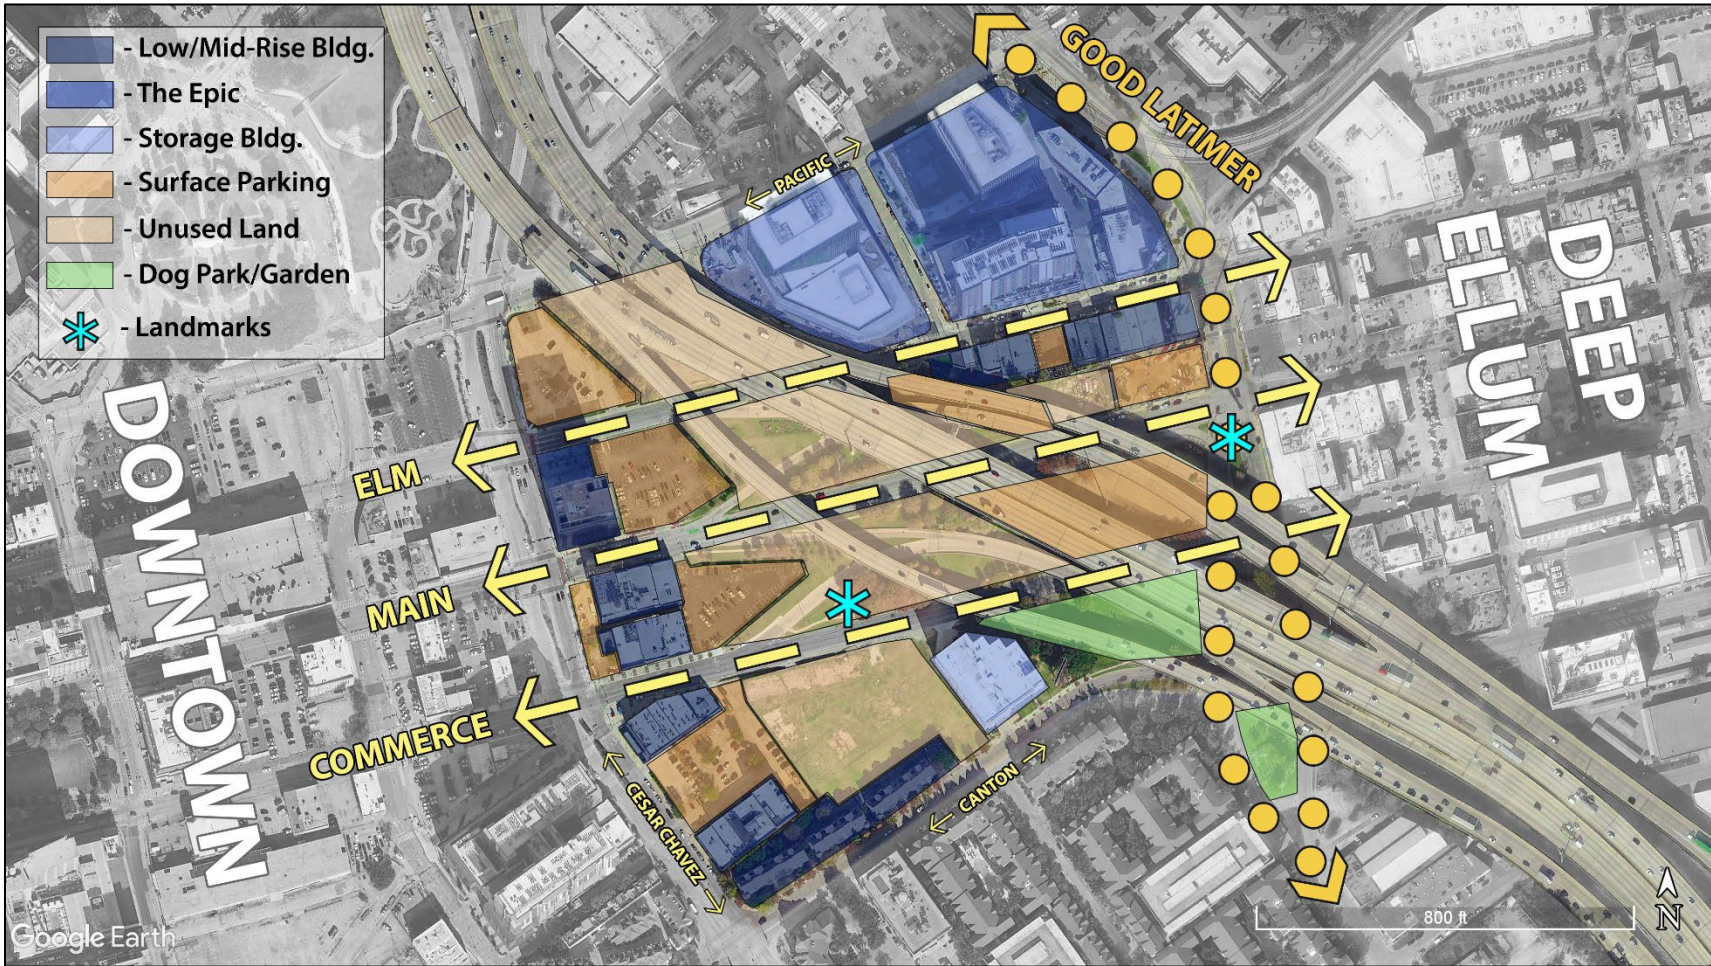 - Low/Mid-Rise Bldg.
- The Epic
- Storage Bldg.
- Surface Parking
- Unused Land
- Dog Park/Garden
- Landmarks
GOOD LATIMER
← PACIFIC →
DEEP
ELLUM
DOWNTOWN
ELM
MAIN
COMMERCE
← CESAR CHAVEZ →
← CANTON →
800 ft
N
Google Earth